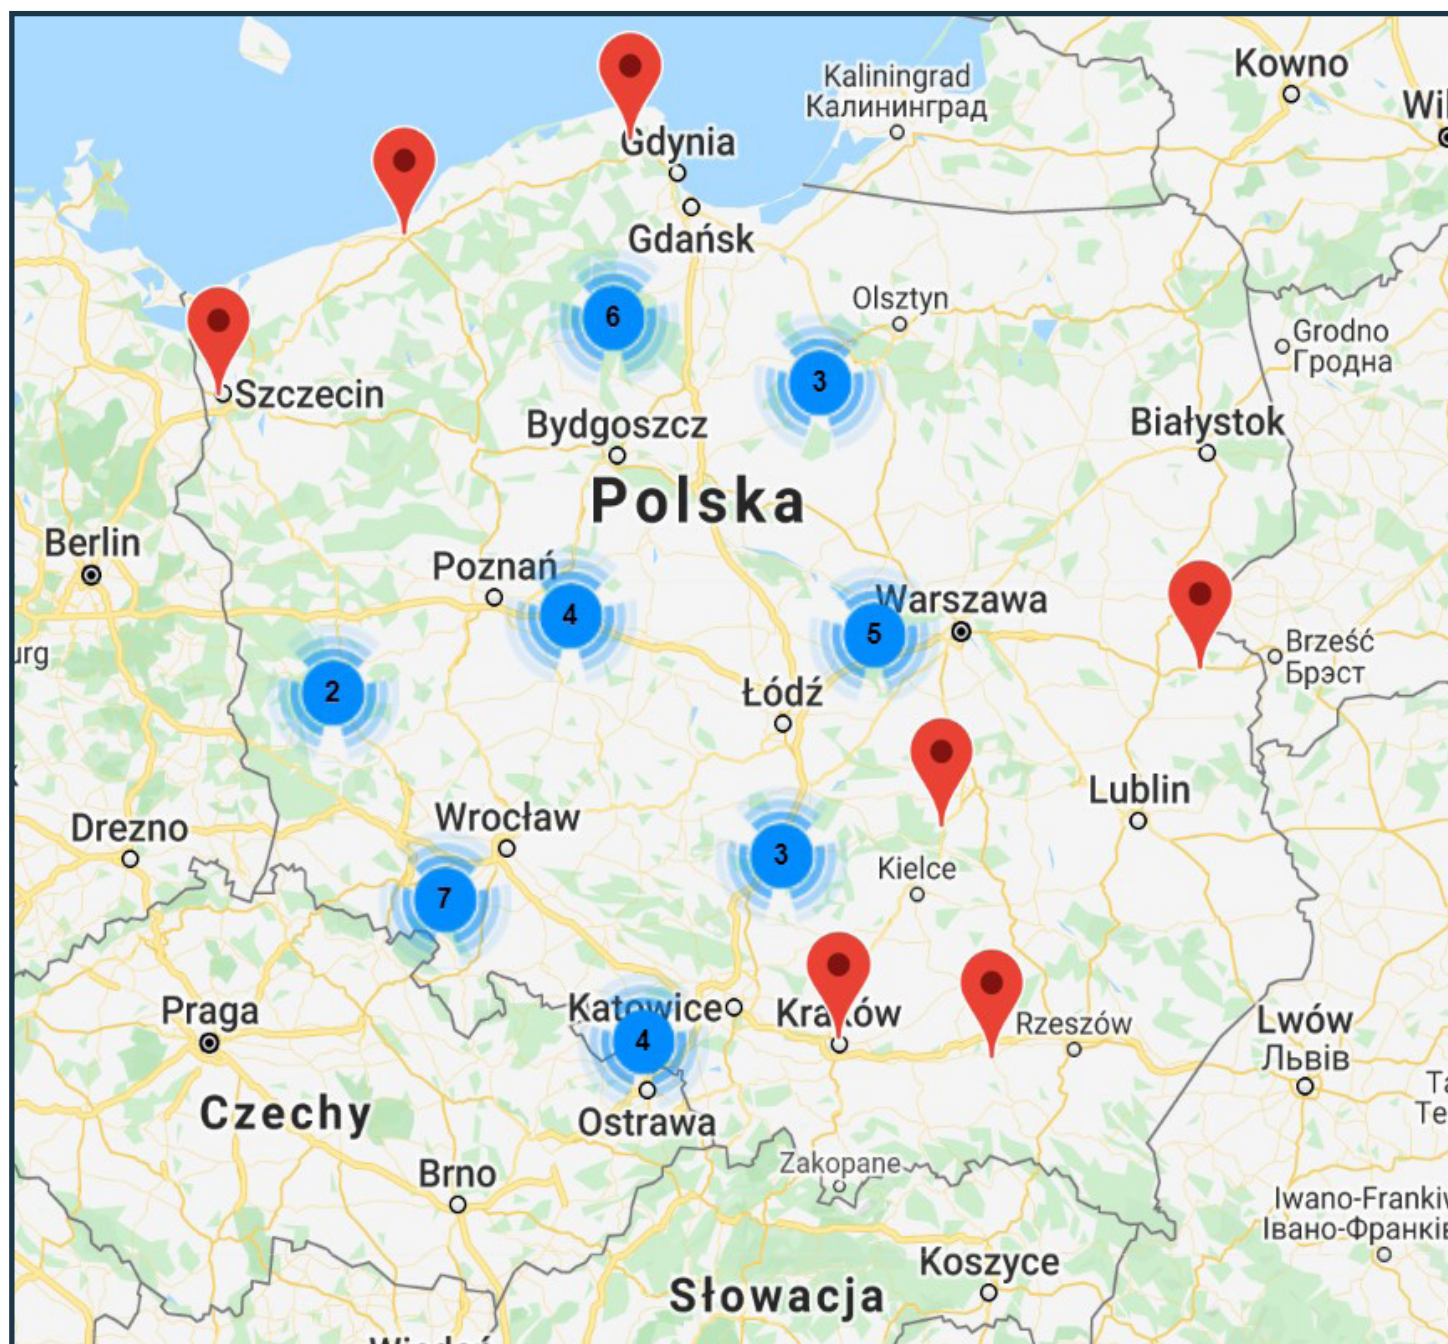 Kowno
Kaliningrad
Калининград
Gdynia
Gdańsk
6
Olsztyn
3
Grodno
Гродна
Szczecin
Bydgoszcz
Białystok
Polska
Berlin
Poznań
4
5
Warszawa
Brześć
Брэст
2
Łódź
Lublin
Drezno
Wrocław
3
Kielce
7
Praga
Katowice
Kraków
Rzeszów
Lwów
Львів
4
Czechy
Ostrawa
Zakopane
Brno
Koszyce
Słowacja